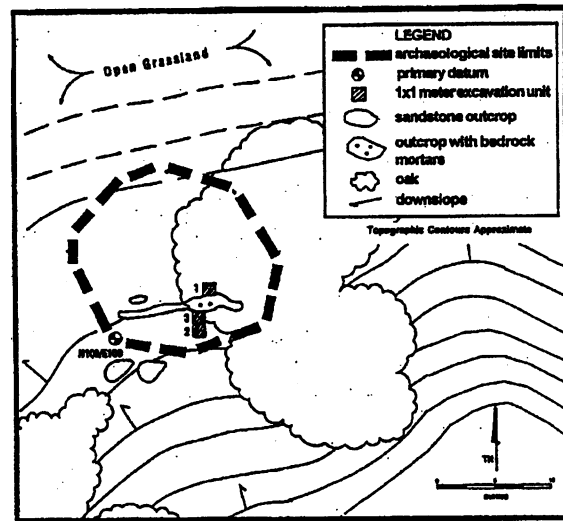 Open Grassland
LEGEND
archaeological site limits
primary datum
1x1 meter excavation unit
sandstone outcrop
outcrop with bedrock
mortars
oak
downslope
Topographic Contours Approximate
1
3
2
N100/E100
TN
0